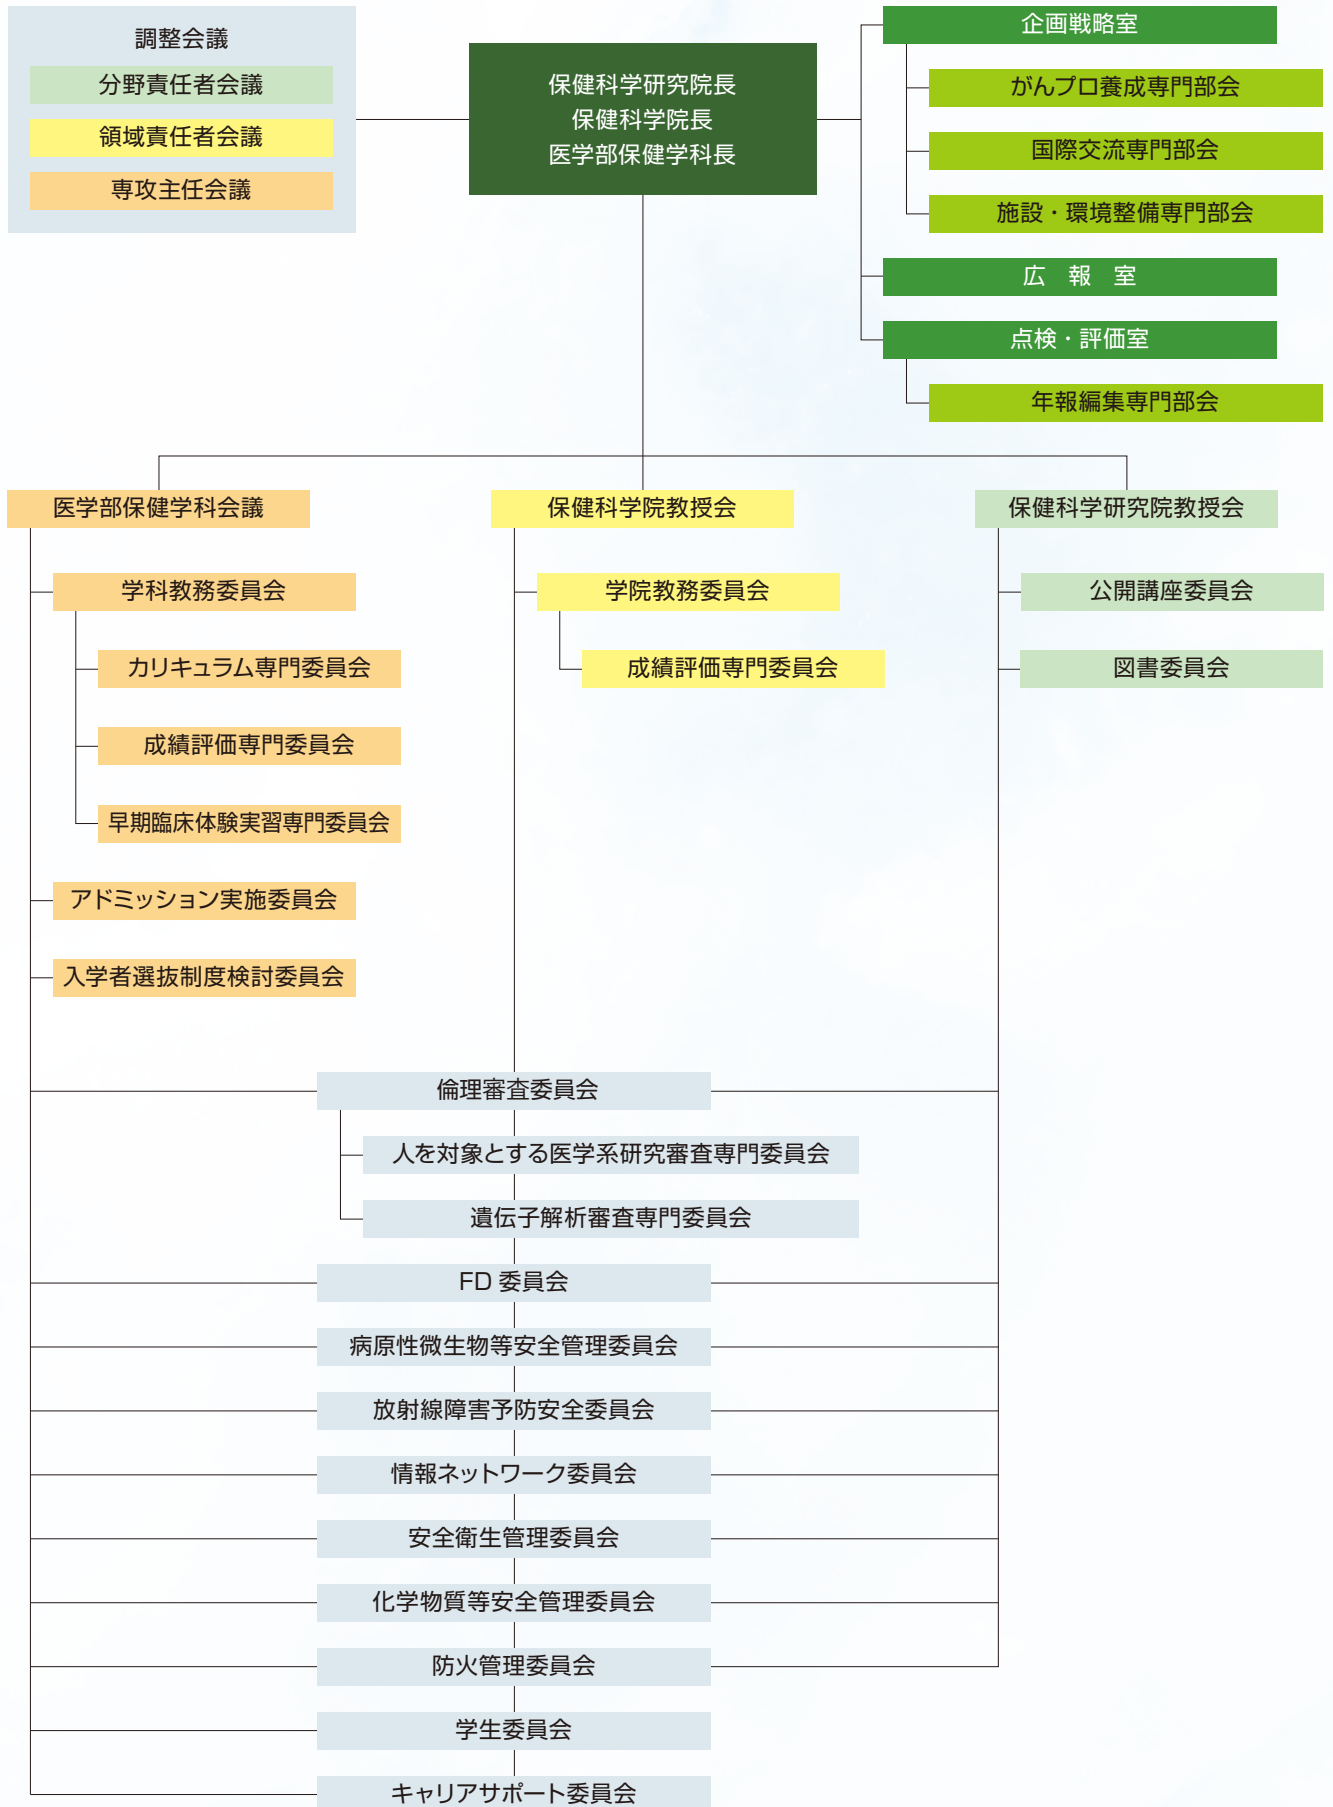 調整会議
分野責任者会議
領域責任者会議
専攻主任会議
保健科学研究院長
保健科学院長
医学部保健学科長
企画戦略室
がんプロ養成専門部会
国際交流専門部会
施設・環境整備専門部会
広 報 室
点検・評価室
年報編集専門部会
医学部保健学科会議
学科教務委員会
カリキュラム専門委員会
成績評価専門委員会
早期臨床体験実習専門委員会
アドミッション実施委員会
入学者選抜制度検討委員会
保健科学院教授会
学院教務委員会
成績評価専門委員会
保健科学研究院教授会
公開講座委員会
図書委員会
倫理審査委員会
人を対象とする医学系研究審査専門委員会
遺伝子解析審査専門委員会
FD 委員会
病原性微生物等安全管理委員会
放射線障害予防安全委員会
情報ネットワーク委員会
安全衛生管理委員会
化学物質等安全管理委員会
防火管理委員会
学生委員会
キャリアサポート委員会